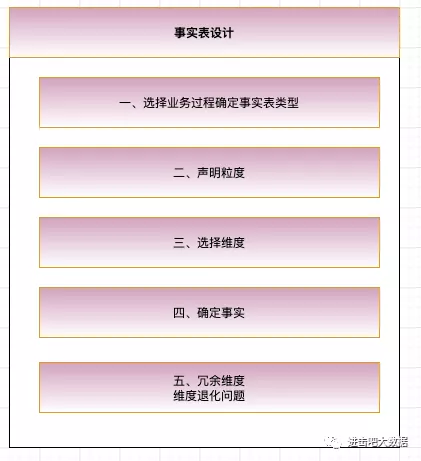 事实表设计
一、选择业务过程确定事实表类型
二、声明粒度
三、选择维度
四、确定事实
五、冗余维度
维度退化问题
进击吧大数据